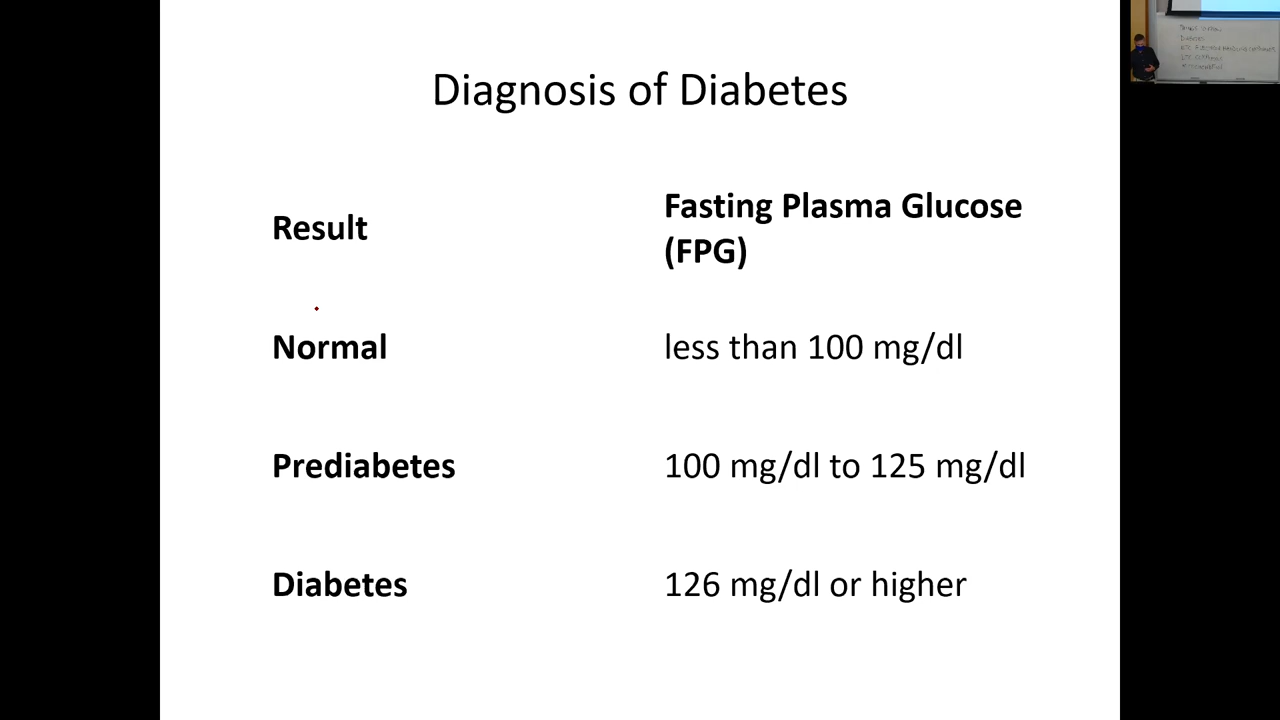 Diagnosis of Diabetes
Result
Fasting Plasma Glucose
(FPG)
Normal
less than 100 mg/dl
Prediabetes
100 mg/dl to 125 mg/dl
Diabetes
126 mg/dl or higher
Diabetes